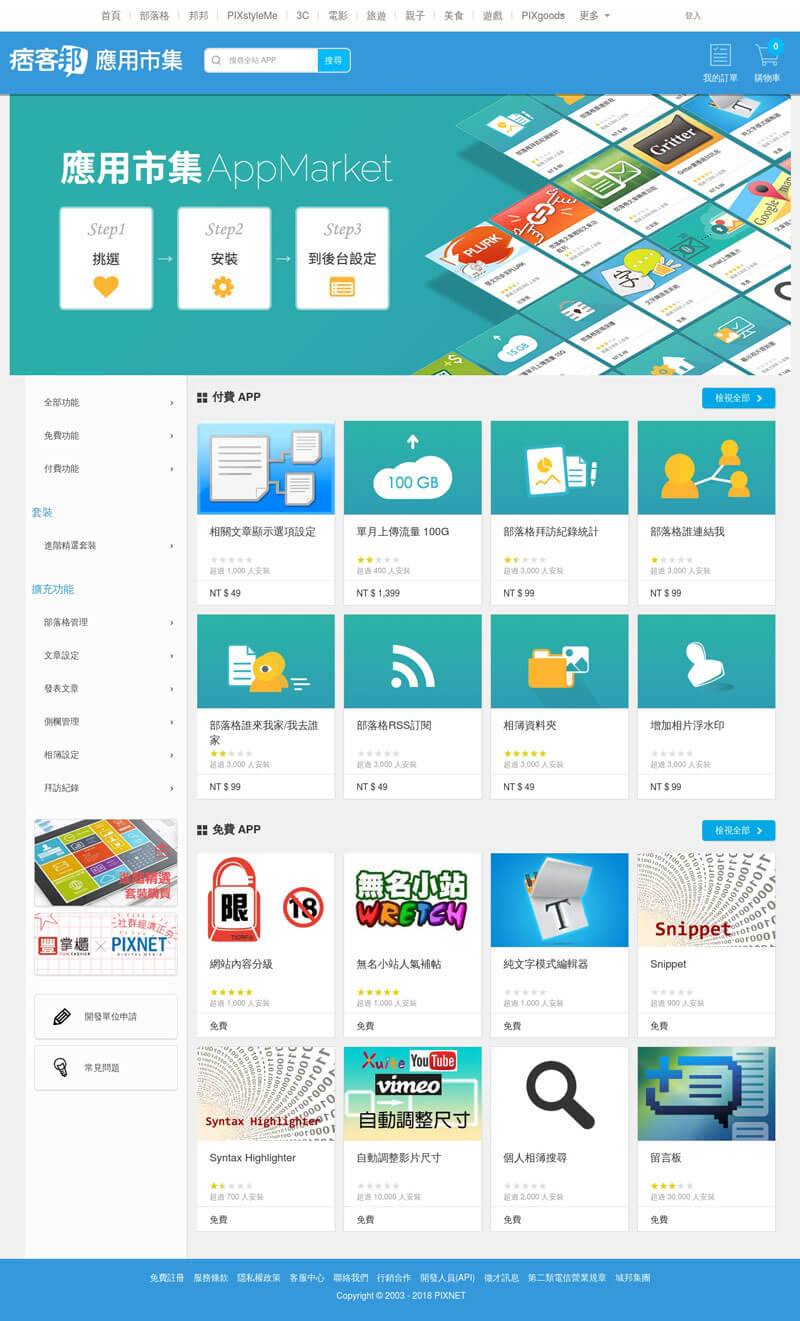 首頁 部落格 邦邦 PIXstyleMe 3C 電影 旅遊 親子 美食 遊戲 PIXgoods 更多 登入
痞客邦 應用市集 搜尋全站 APP 搜尋 0
我的訂單 購物車
應用市集 AppMarket
Step1 Step2 Step3
挑選 安裝 到後台設定
Gritter
PLURK
字
Google map
15 GB
全部功能
免費功能
付費功能
套裝
進階精選套裝
擴充功能
部落格管理
文章設定
發表文章
側欄管理
相簿設定
拜訪紀錄
進階精選
套裝購買
社群經濟正夯
豐掌櫃 × PIXNET
DIGITAL MEDIA
開發單位申請
常見問題
付費 APP 檢視全部
100 GB
相關文章顯示選項設定 單月上傳流量 100G 部落格拜訪紀錄統計 部落格誰連結我
超過 1,000 人安裝 超過 400 人安裝 超過 3,000 人安裝 超過 3,000 人安裝
NT $ 49 NT $ 1,399 NT $ 99 NT $ 99
部落格誰來我家/我去誰家 部落格RSS訂閱 相簿資料夾 增加相片浮水印
超過 3,000 人安裝 超過 3,000 人安裝 超過 3,000 人安裝 超過 3,000 人安裝
NT $ 99 NT $ 49 NT $ 49 NT $ 99
免費 APP 檢視全部
限 18 無名小站 WRETCH T Snippet
網站內容分級 無名小站人氣補帖 純文字模式編輯器 Snippet
超過 1,000 人安裝 超過 1,000 人安裝 超過 1,000 人安裝 超過 900 人安裝
免費 免費 免費 免費
Syntax Highlighter Xuite YouTube vimeo 自動調整尺寸
Syntax Highlighter 自動調整影片尺寸 個人相簿搜尋 留言板
超過 700 人安裝 超過 10,000 人安裝 超過 2,000 人安裝 超過 30,000 人安裝
免費 免費 免費 免費
免費註冊 服務條款 隱私權政策 客服中心 聯絡我們 行銷合作 開發人員(API) 徵才訊息 第二類電信營業規章 城邦集團
Copyright © 2003 - 2018 PIXNET